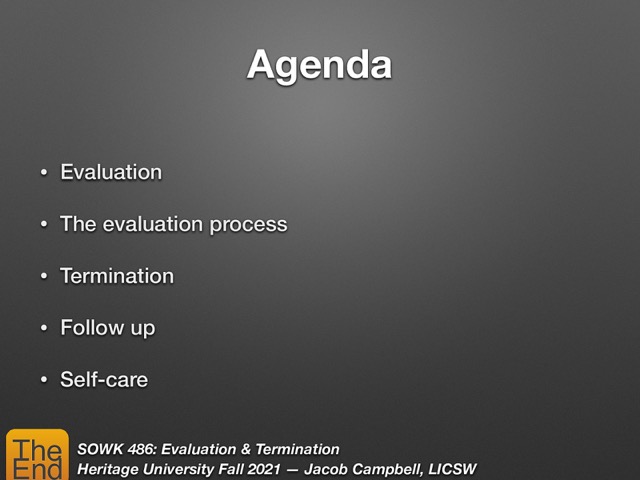 Agenda
• Evaluation
• The evaluation process
• Termination
• Follow up
• Self-care
The
End
SOWK 486: Evaluation & Termination
Heritage University Fall 2021 — Jacob Campbell, LICSW